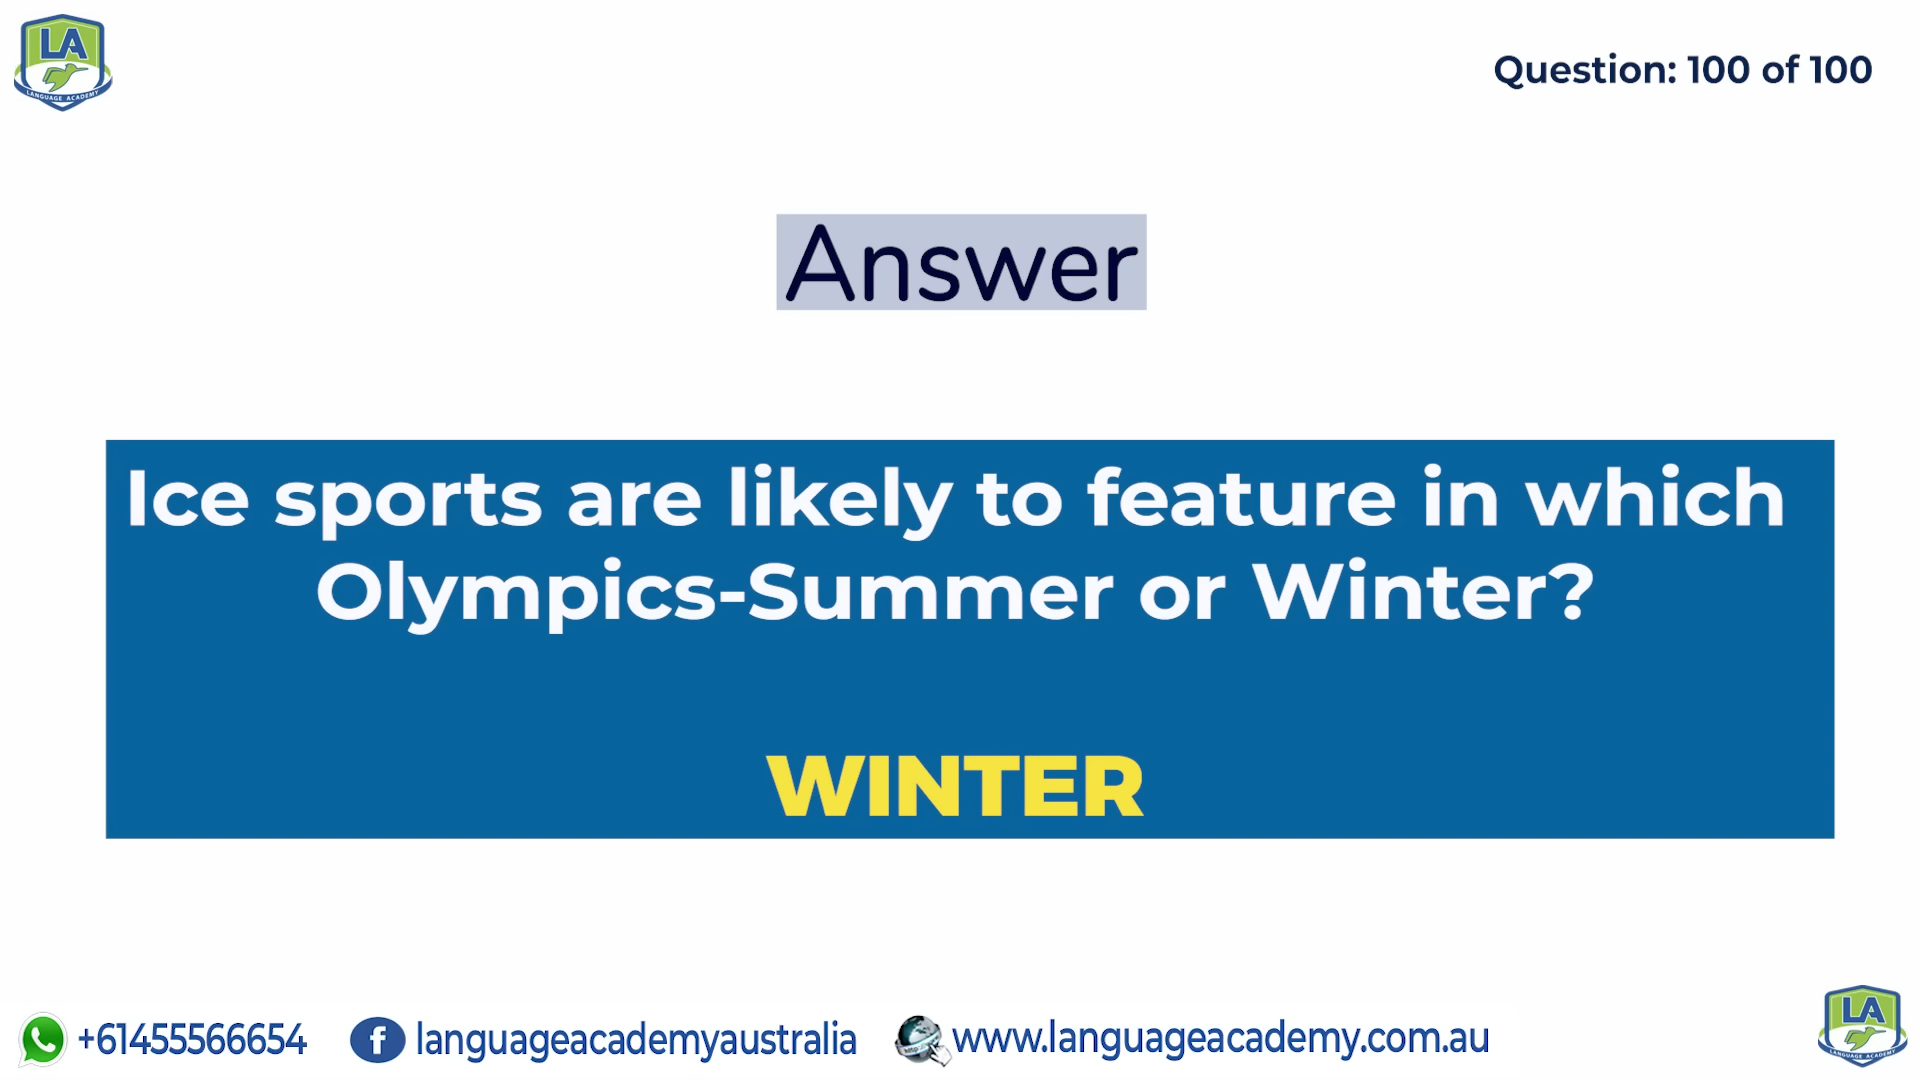 LA
LANGUAGE ACADEMY
Question: 100 of 100
Answer
Ice sports are likely to feature in which
Olympics-Summer or Winter?
WINTER
+61455566654
f
languageacademyaustralia
http
www.languageacademy.com.au
LA
LANGUAGE ACADEMY